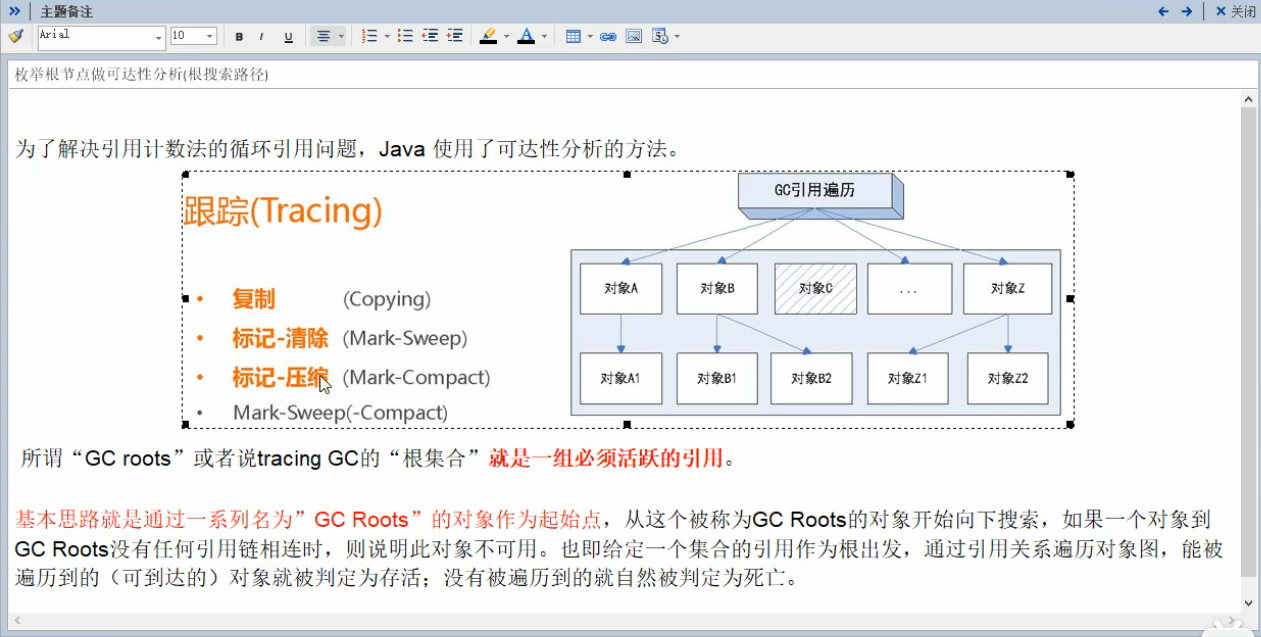 主题备注
关闭
Arial
10
B I U
枚举根节点做可达性分析(根搜索路径)
为了解决引用计数法的循环引用问题，Java 使用了可达性分析的方法。
跟踪(Tracing)
• 复制 (Copying)
• 标记-清除 (Mark-Sweep)
• 标记-压缩 (Mark-Compact)
• Mark-Sweep(-Compact)
GC引用遍历
对象A 对象B 对象C ... 对象Z
对象A1 对象B1 对象B2 对象Z1 对象Z2
所谓“GC roots”或者说tracing GC的“根集合”就是一组必须活跃的引用。
基本思路就是通过一系列名为”GC Roots”的对象作为起始点，从这个被称为GC Roots的对象开始向下搜索，如果一个对象到
GC Roots没有任何引用链相连时，则说明此对象不可用。也即给定一个集合的引用作为根出发，通过引用关系遍历对象图，能被
遍历到的（可到达的）对象就被判定为存活；没有被遍历到的就自然被判定为死亡。